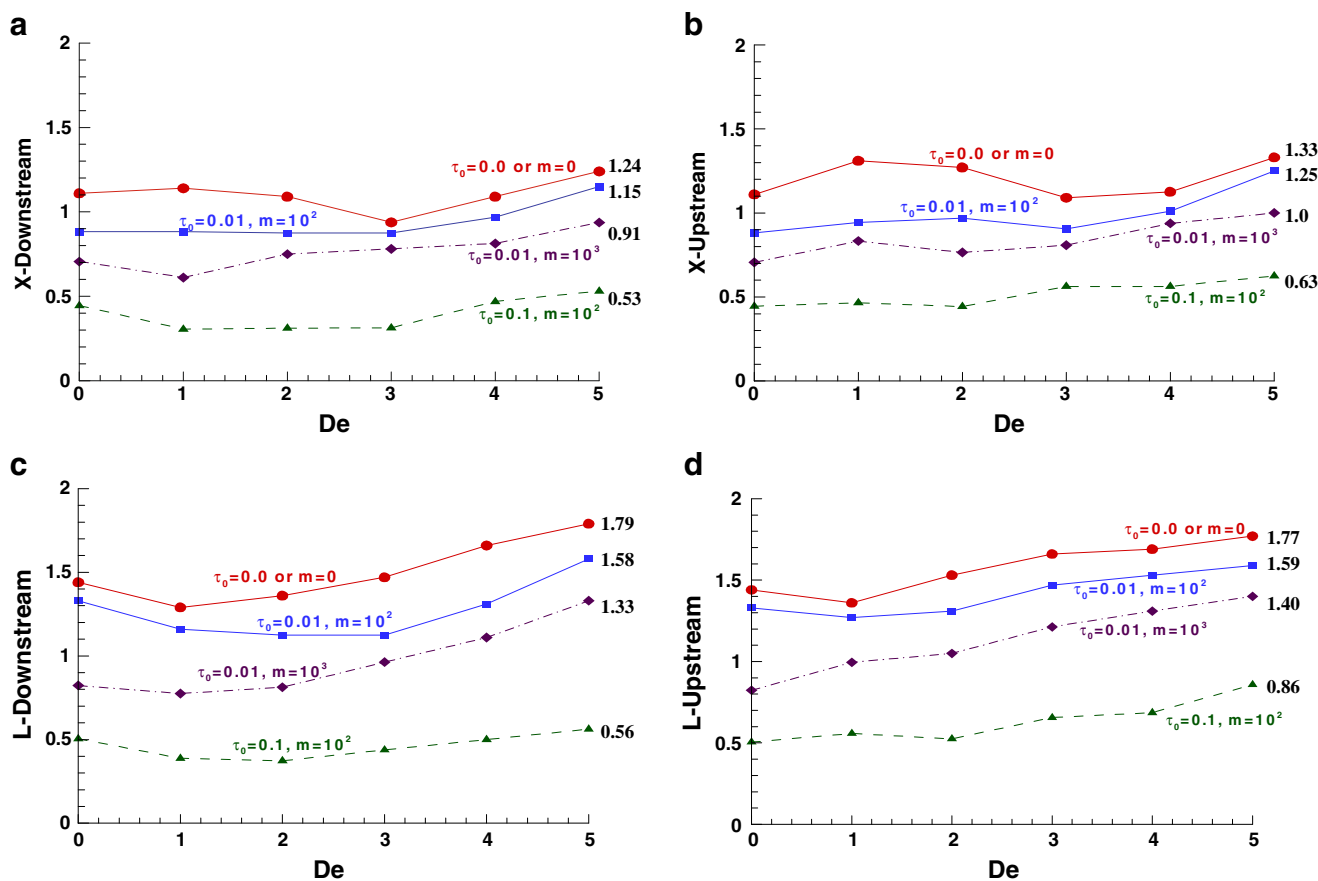 a
2
1.5
1
0.5
0
X-Downstream
τ₀=0.0 or m=0
τ₀=0.01, m=10²
τ₀=0.01, m=10³
τ₀=0.1, m=10²
1.24
1.15
0.91
0.53
0 1 2 3 4 5
De
b
2
1.5
1
0.5
0
X-Upstream
τ₀=0.0 or m=0
τ₀=0.01, m=10²
τ₀=0.01, m=10³
τ₀=0.1, m=10²
1.33
1.25
1.0
0.63
0 1 2 3 4 5
De
c
2
1.5
1
0.5
0
L-Downstream
τ₀=0.0 or m=0
τ₀=0.01, m=10²
τ₀=0.01, m=10³
τ₀=0.1, m=10²
1.79
1.58
1.33
0.56
0 1 2 3 4 5
De
d
2
1.5
1
0.5
0
L-Upstream
τ₀=0.0 or m=0
τ₀=0.01, m=10²
τ₀=0.01, m=10³
τ₀=0.1, m=10²
1.77
1.59
1.40
0.86
0 1 2 3 4 5
De